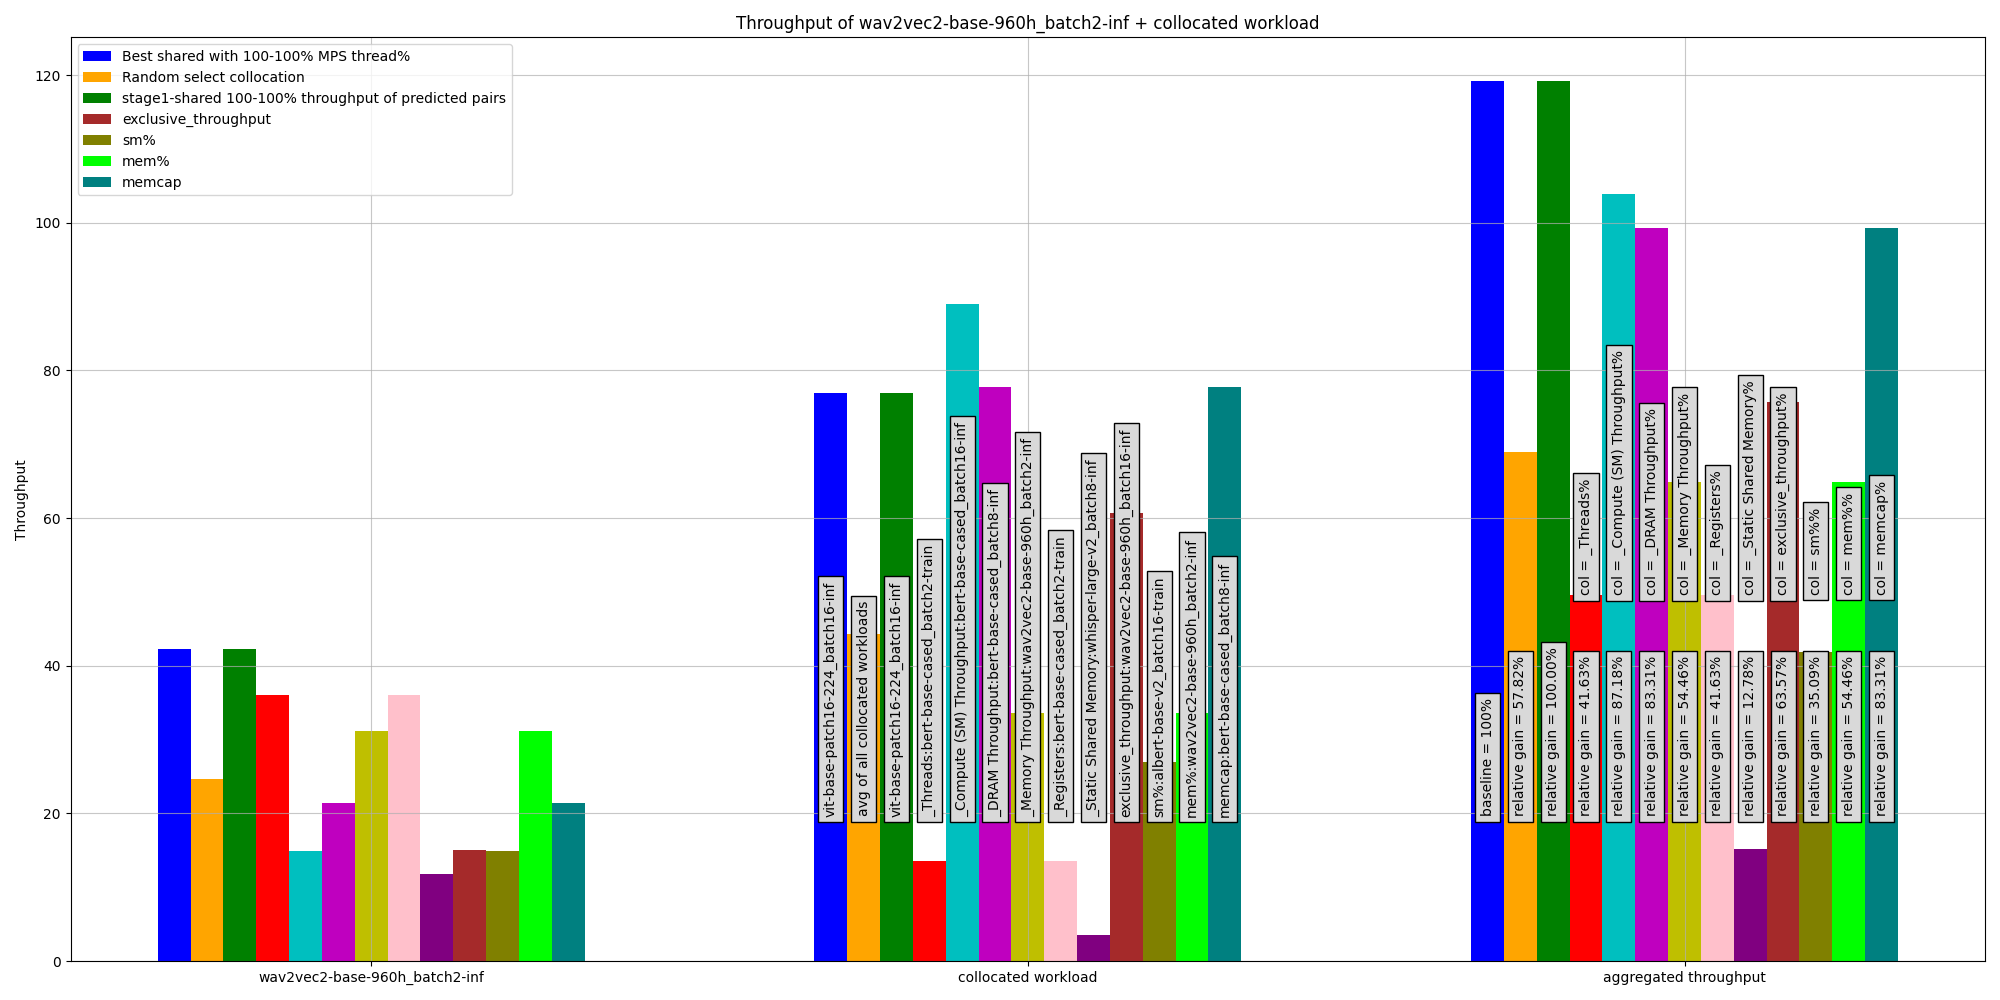 Throughput of wav2vec2-base-960h_batch2-inf + collocated workload
Best shared with 100-100% MPS thread%
Random select collocation
stage1-shared 100-100% throughput of predicted pairs
exclusive_throughput
sm%
mem%
memcap
Throughput
120
100
80
60
40
20
0
vit-base-patch16-224_batch16-inf
avg of all collocated workloads
vit-base-patch16-224_batch16-inf
_Threads:bert-base-cased_batch2-train
_Compute (SM) Throughput:bert-base-cased_batch16-inf
_DRAM Throughput:bert-base-cased_batch8-inf
_Memory Throughput:wav2vec2-base-960h_batch2-inf
_Registers:bert-base-cased_batch2-train
_Static Shared Memory:whisper-large-v2_batch8-inf
exclusive_throughput:wav2vec2-base-960h_batch16-inf
sm%:albert-base-v2_batch16-train
mem%:wav2vec2-base-960h_batch2-inf
memcap:bert-base-cased_batch8-inf
col = _Threads%
col = _Compute (SM) Throughput%
col = _DRAM Throughput%
col = _Memory Throughput%
col = _Registers%
col = _Static Shared Memory%
col = exclusive_throughput%
col = sm%%
col = mem%%
col = memcap%
baseline = 100%
relative gain = 57.82%
relative gain = 100.00%
relative gain = 41.63%
relative gain = 87.18%
relative gain = 83.31%
relative gain = 54.46%
relative gain = 41.63%
relative gain = 12.78%
relative gain = 63.57%
relative gain = 35.09%
relative gain = 54.46%
relative gain = 83.31%
wav2vec2-base-960h_batch2-inf
collocated workload
aggregated throughput